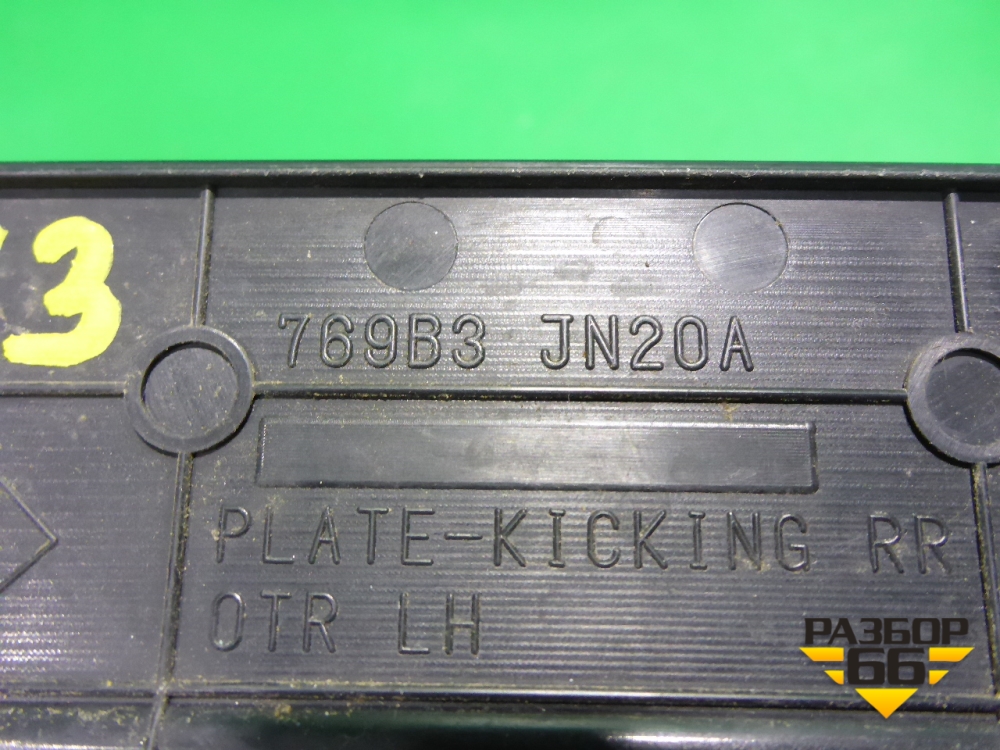 769B3 JN20A
PLATE-KICKING RR
OTR LH
РАЗБОР
66